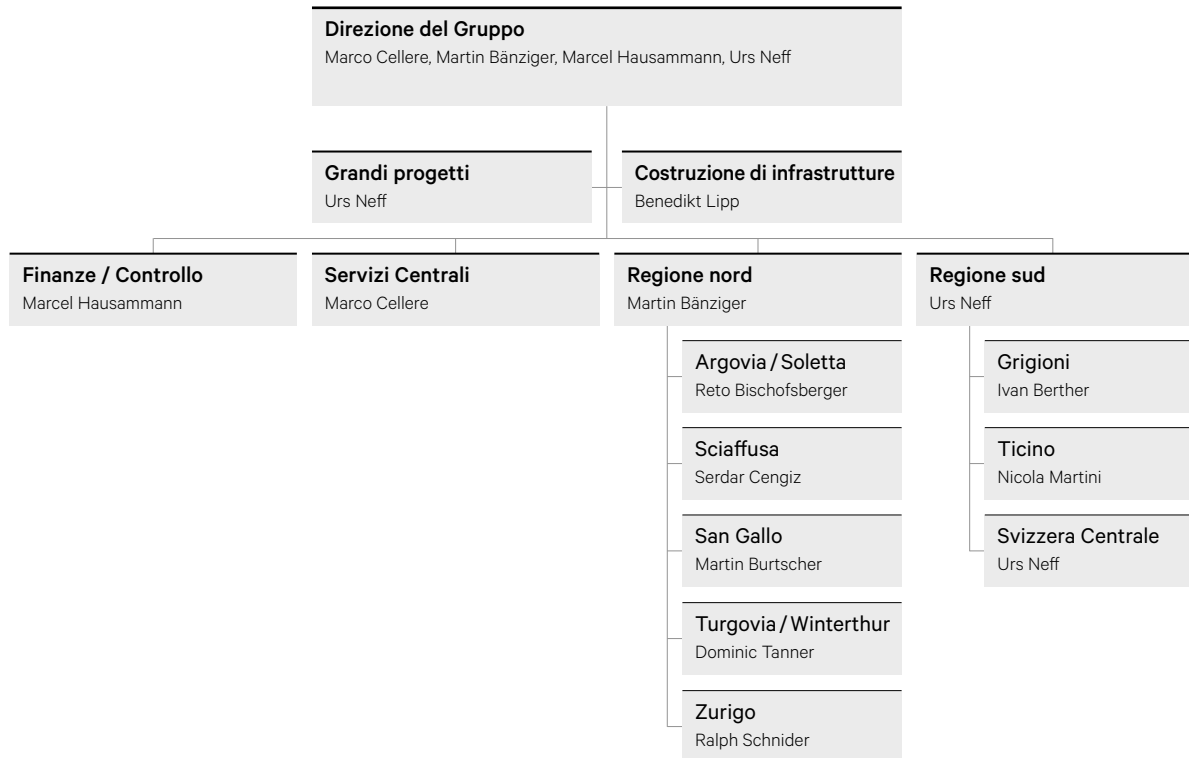 Direzione del Gruppo
Marco Cellere, Martin Bänziger, Marcel Hausammann, Urs Neff
Grandi progetti
Urs Neff
Costruzione di infrastrutture
Benedikt Lipp
Finanze / Controllo
Marcel Hausammann
Servizi Centrali
Marco Cellere
Regione nord
Martin Bänziger
Argovia / Soletta
Reto Bischofsberger
Sciaffusa
Serdar Cengiz
San Gallo
Martin Burtscher
Turgovia / Winterthur
Dominic Tanner
Zurigo
Ralph Schnider
Regione sud
Urs Neff
Grigioni
Ivan Berther
Ticino
Nicola Martini
Svizzera Centrale
Urs Neff